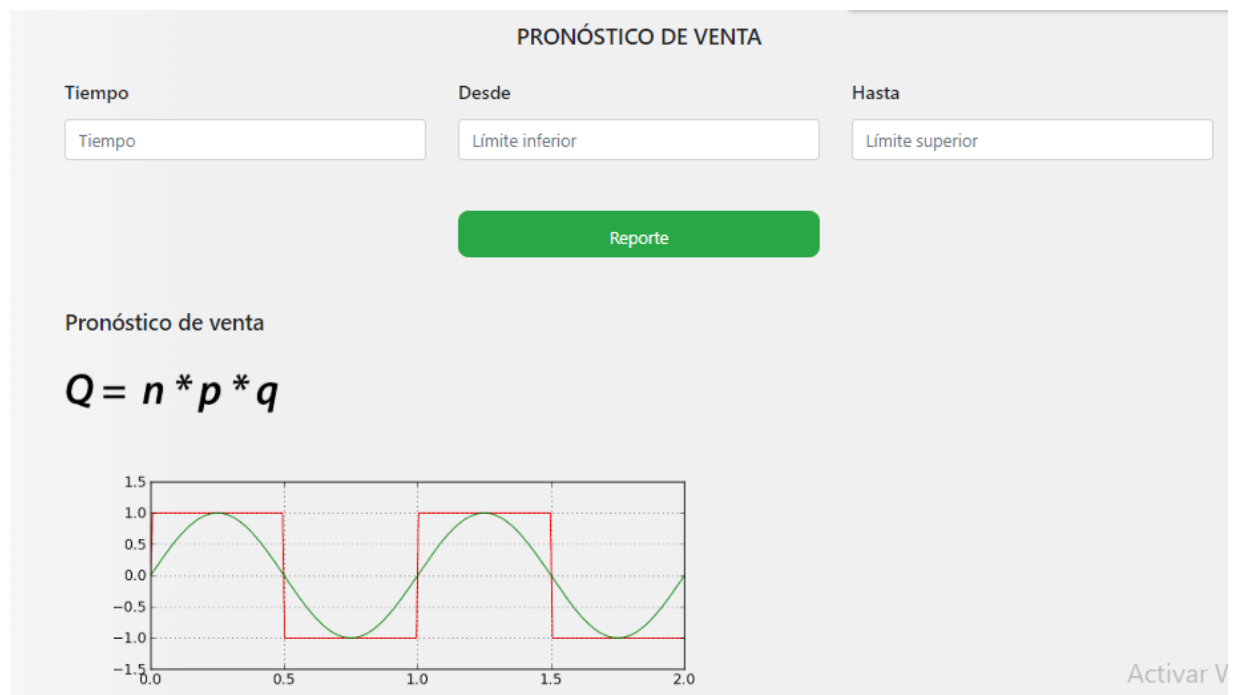 PRONÓSTICO DE VENTA
Tiempo Desde Hasta
Tiempo Límite inferior Límite superior
Reporte
Pronóstico de venta
Q = n * p * q
1.5
1.0
0.5
0.0
−0.5
−1.0
−1.5
0.0 0.5 1.0 1.5 2.0
Activar